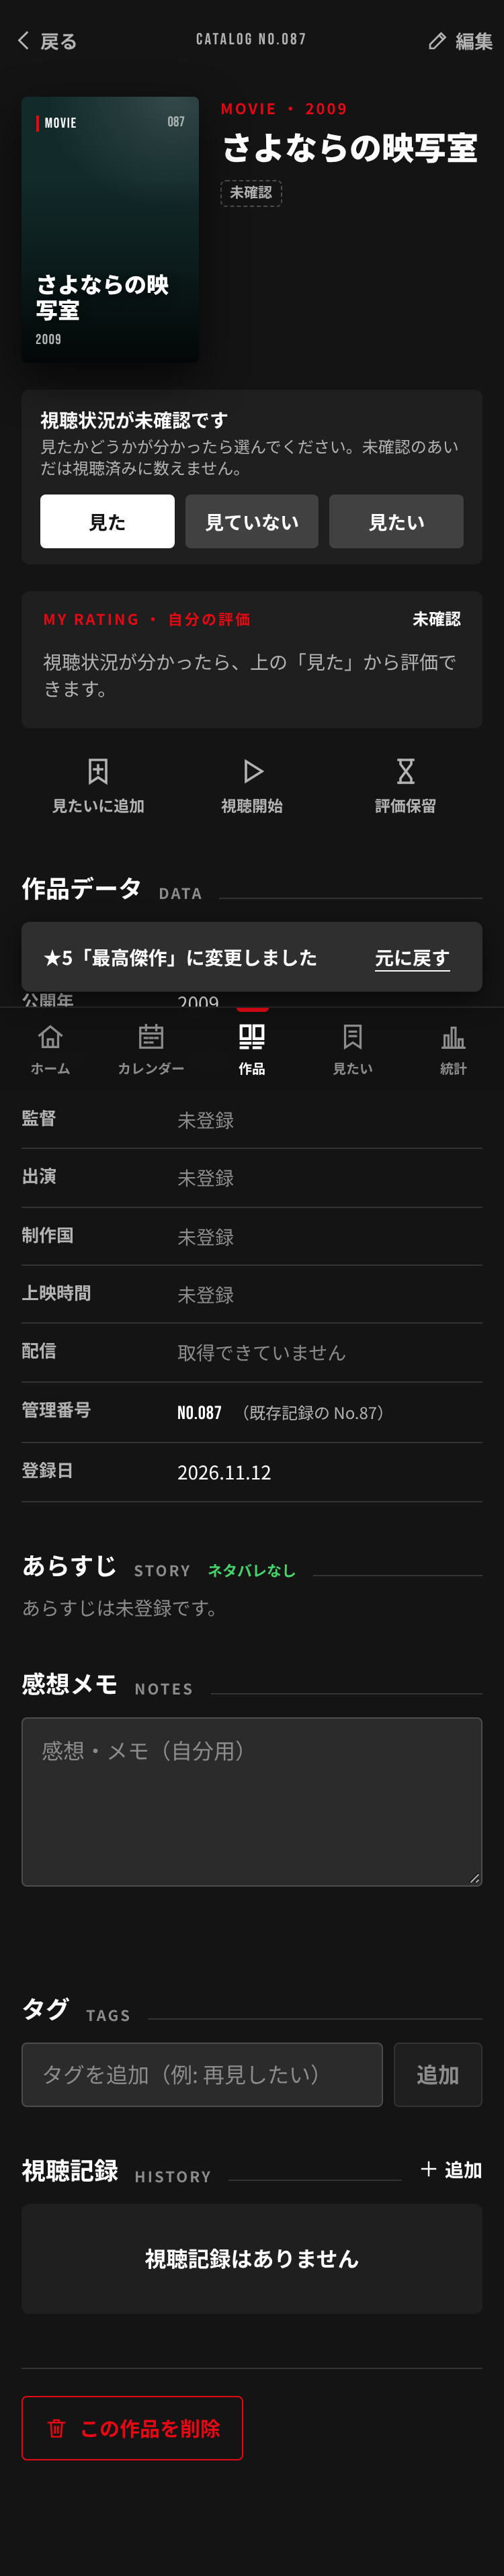 戻る
CATALOG NO.087
編集
MOVIE
087
さよならの映
写室
2009
MOVIE ・ 2009
さよならの映写室
未確認
視聴状況が未確認です
見たかどうかが分かったら選んでください。未確認のあい
だは視聴済みに数えません。
見た
見ていない
見たい
MY RATING ・ 自分の評価
未確認
視聴状況が分かったら、上の「見た」から評価で
きます。
見たいに追加
視聴開始
評価保留
作品データ DATA
★5「最高傑作」に変更しました
元に戻す
公開年
2009
ホーム
カレンダー
作品
見たい
統計
監督
未登録
出演
未登録
制作国
未登録
上映時間
未登録
配信
取得できていません
管理番号
NO.087 （既存記録の No.87）
登録日
2026.11.12
あらすじ STORY ネタバレなし
あらすじは未登録です。
感想メモ NOTES
感想・メモ（自分用）
タグ TAGS
タグを追加（例: 再見したい）
追加
視聴記録 HISTORY
＋ 追加
視聴記録はありません
この作品を削除